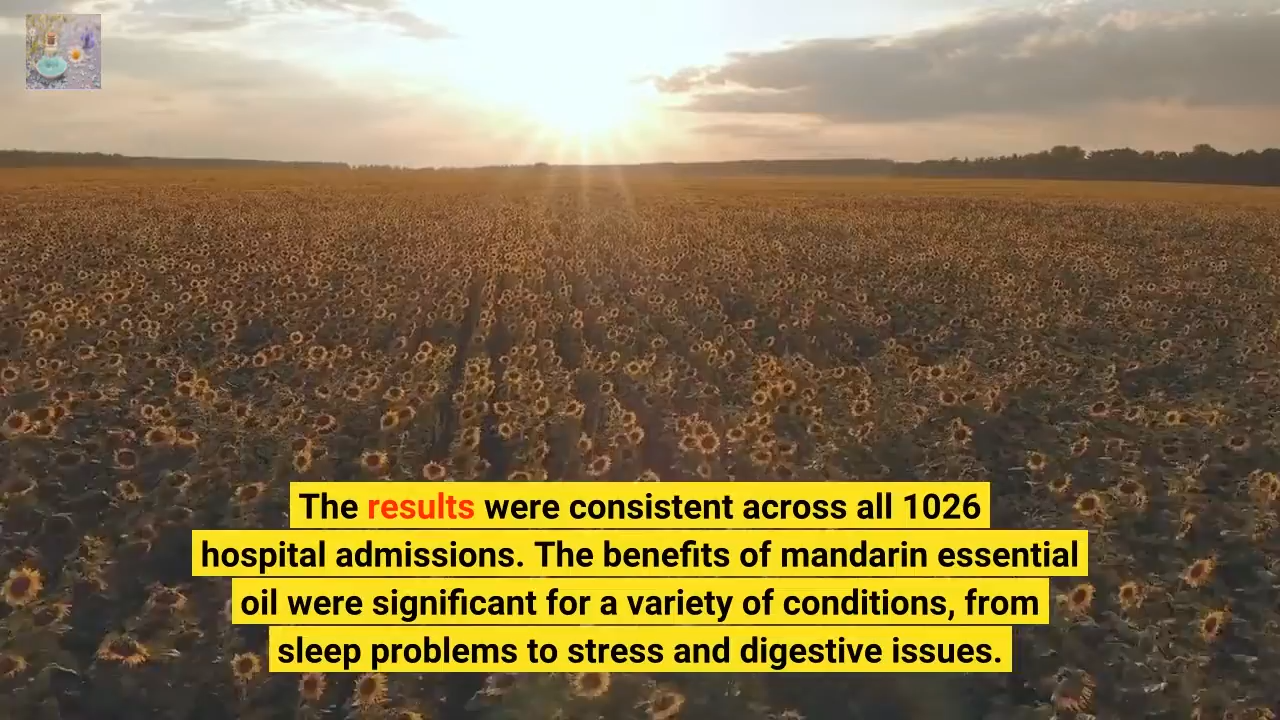 The results were consistent across all 1026
hospital admissions. The benefits of mandarin essential
oil were significant for a variety of conditions, from
sleep problems to stress and digestive issues.